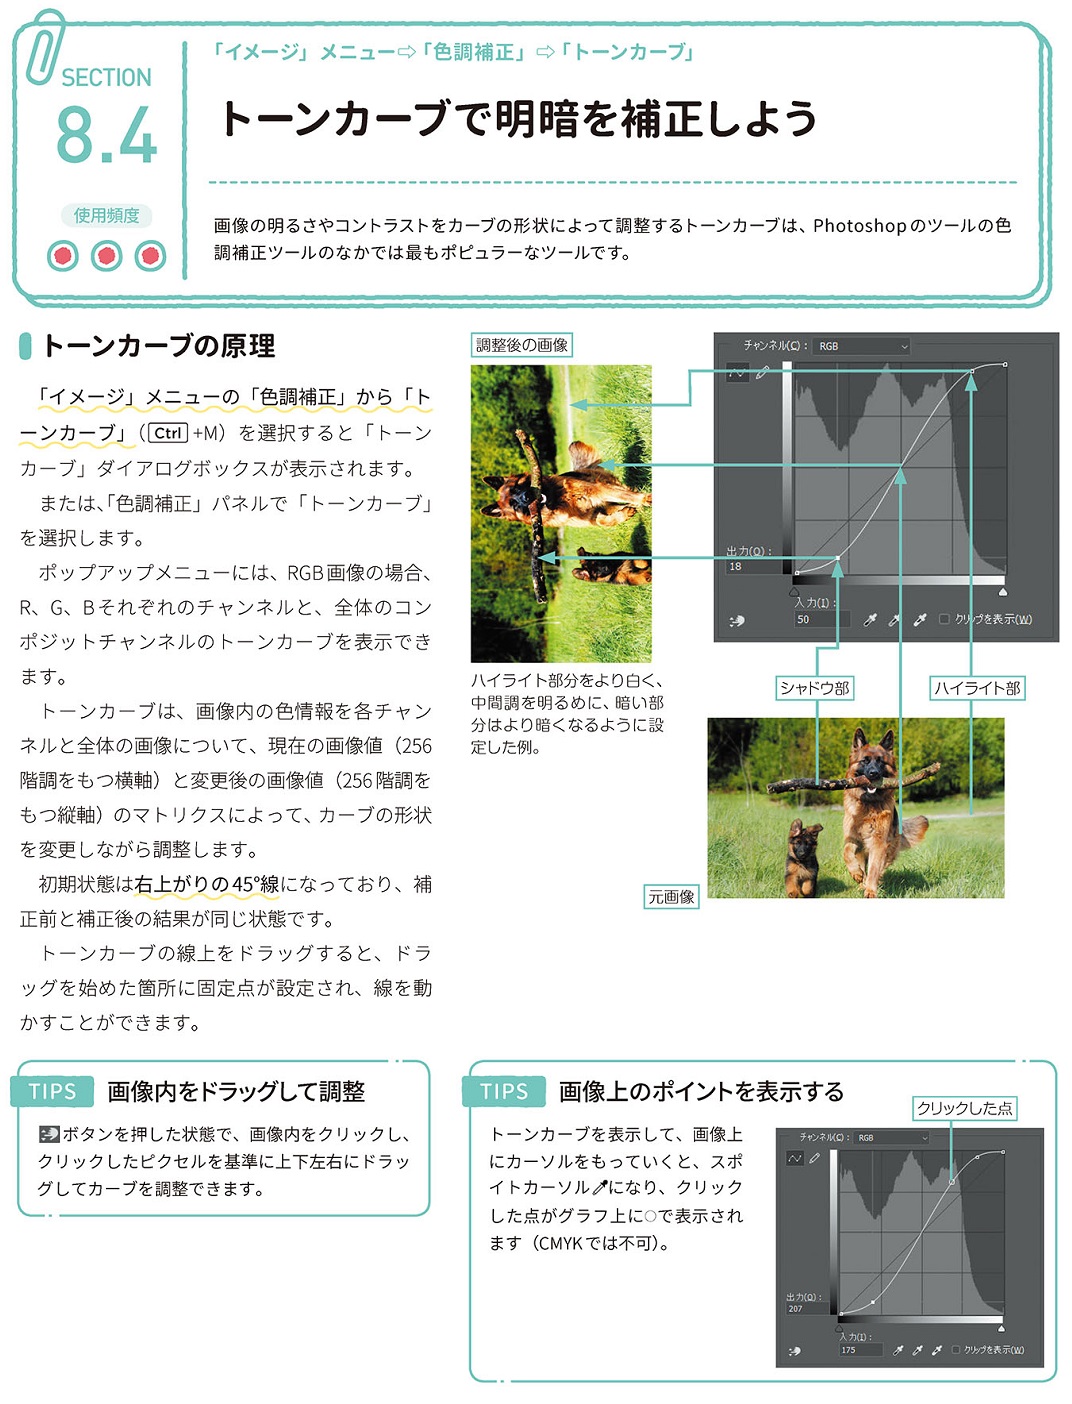 「イメージ」メニュー⇨「色調補正」⇨「トーンカーブ」
SECTION
8.4
使用頻度
トーンカーブで明暗を補正しよう
画像の明るさやコントラストをカーブの形状によって調整するトーンカーブは、Photoshopのツールの色
調補正ツールのなかでは最もポピュラーなツールです。
トーンカーブの原理
「イメージ」メニューの「色調補正」から「ト
ーンカーブ」（Ctrl+M）を選択すると「トーン
カーブ」ダイアログボックスが表示されます。
または、「色調補正」パネルで「トーンカーブ」
を選択します。
ポップアップメニューには、RGB画像の場合、
R、G、Bそれぞれのチャンネルと、全体のコン
ポジットチャンネルのトーンカーブを表示でき
ます。
トーンカーブは、画像内の色情報を各チャン
ネルと全体の画像について、現在の画像値（256
階調をもつ横軸）と変更後の画像値（256階調を
もつ縦軸）のマトリクスによって、カーブの形状
を変更しながら調整します。
初期状態は右上がりの45°線になっており、補
正前と補正後の結果が同じ状態です。
トーンカーブの線上をドラッグすると、ドラ
ッグを始めた箇所に固定点が設定され、線を動
かすことができます。
調整後の画像
ハイライト部分をより白く、
中間調を明るめに、暗い部
分はより暗くなるように設
定した例。
チャンネル(C)： RGB
出力(O)：
18
入力(I)：
50
クリップを表示(W)
シャドウ部
ハイライト部
元画像
TIPS 画像内をドラッグして調整
ボタンを押した状態で、画像内をクリックし、
クリックしたピクセルを基準に上下左右にドラッ
グしてカーブを調整できます。
TIPS 画像上のポイントを表示する
トーンカーブを表示して、画像上
にカーソルをもっていくと、スポ
イトカーソルになり、クリック
した点がグラフ上に○で表示され
ます（CMYKでは不可）。
クリックした点
チャンネル(C)： RGB
出力(O)：
207
入力(I)：
175
クリップを表示(W)